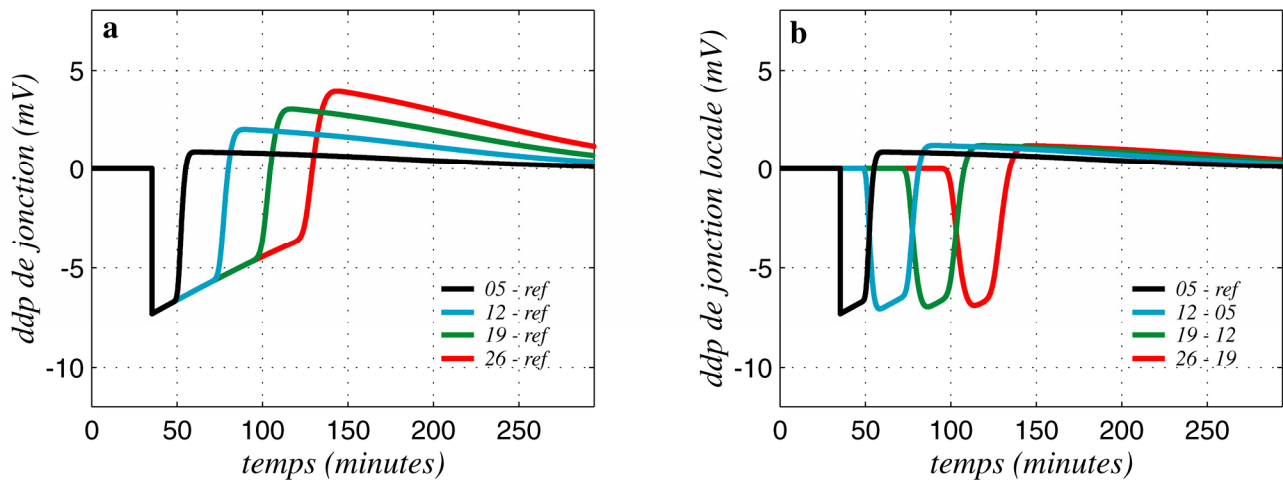 a
ddp de jonction (mV)
5
0
-5
-10
05 - ref
12 - ref
19 - ref
26 - ref
0
50
100
150
200
250
temps (minutes)
b
ddp de jonction locale (mV)
5
0
-5
-10
05 - ref
12 - 05
19 - 12
26 - 19
0
50
100
150
200
250
temps (minutes)